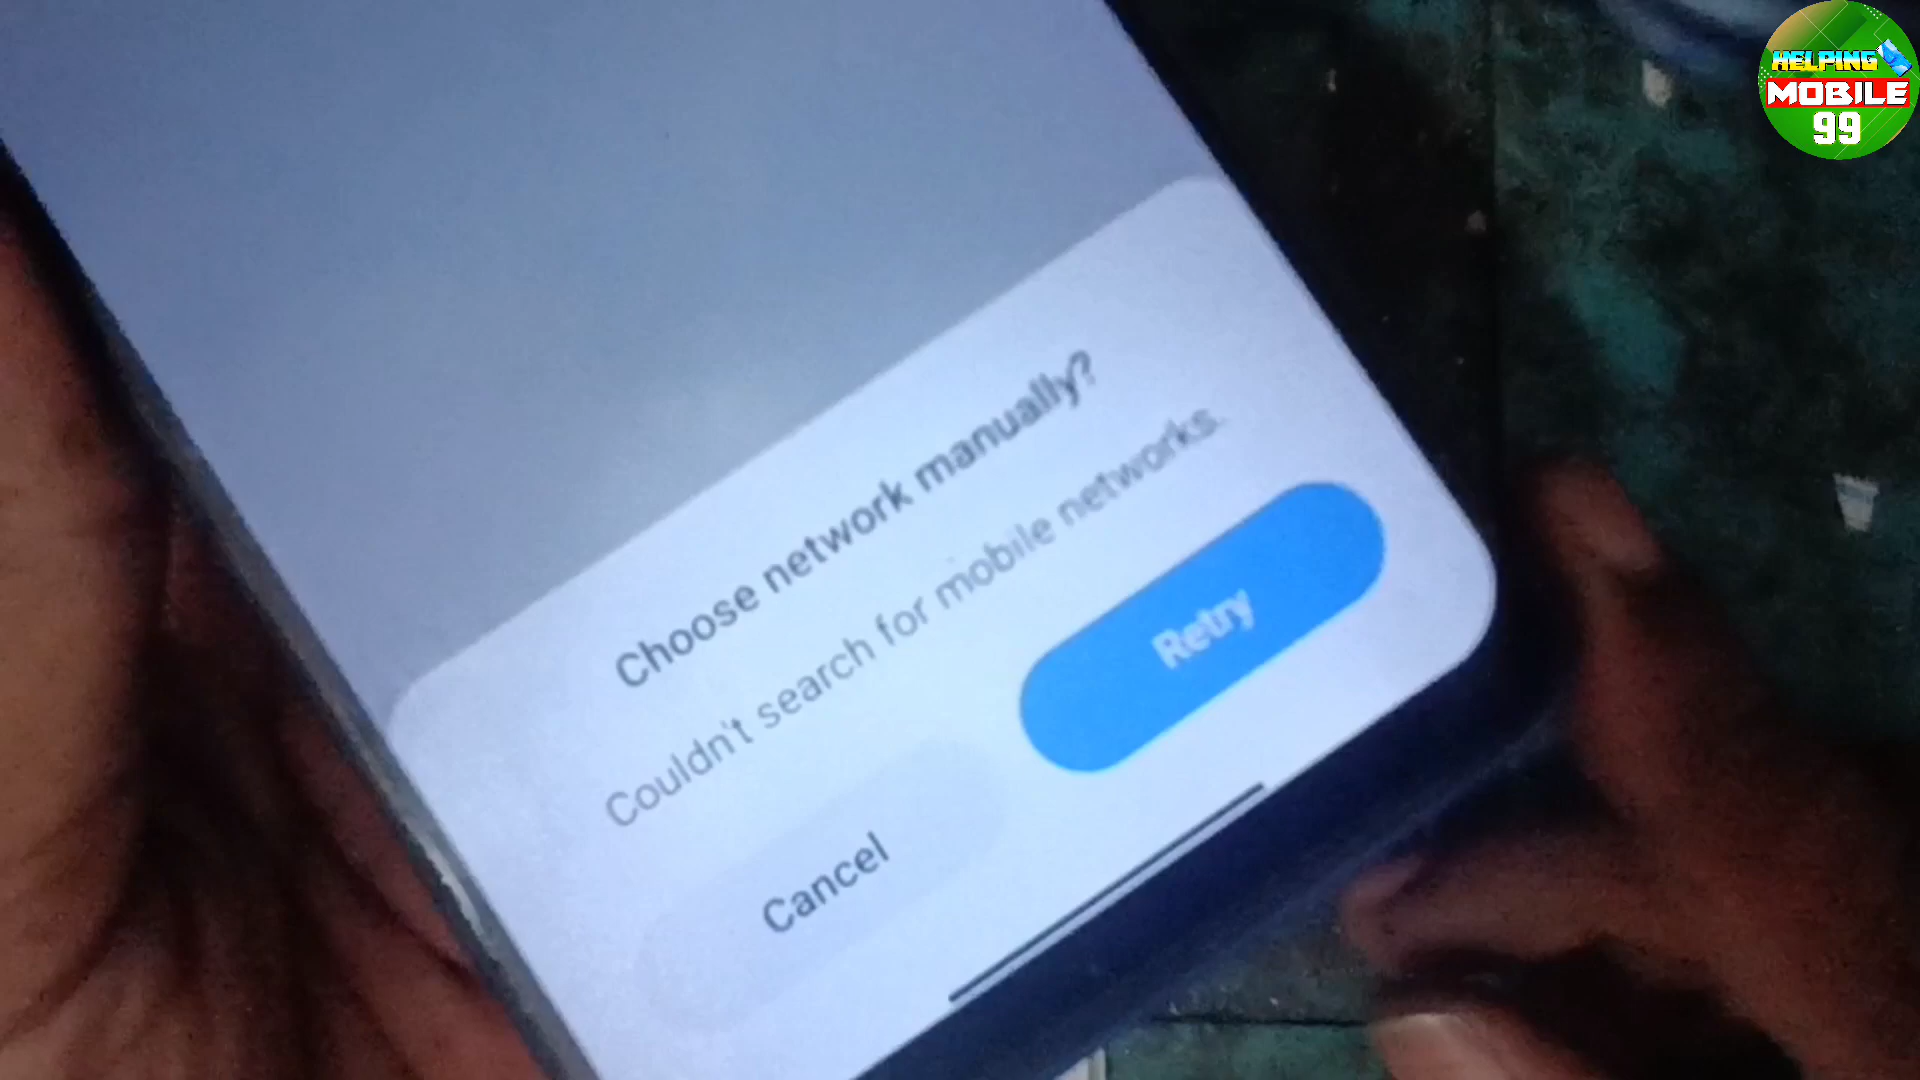 HELPING
MOBILE
99
Choose network manually?
Couldn't search for mobile networks.
Cancel
Retry